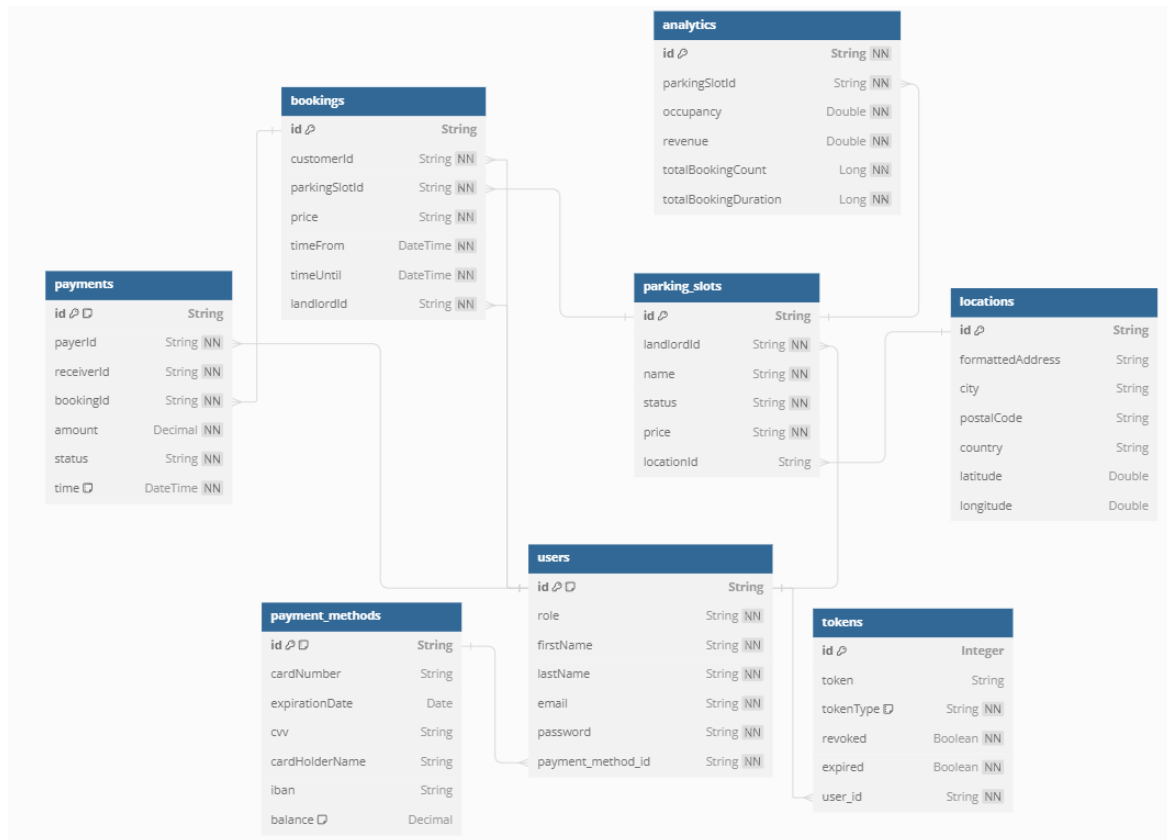 analytics
id String NN
parkingSlotId String NN
occupancy Double NN
revenue Double NN
totalBookingCount Long NN
totalBookingDuration Long NN
bookings
id String
customerId String NN
parkingSlotId String NN
price String NN
timeFrom DateTime NN
timeUntil DateTime NN
landlordId String NN
payments
id String
payerId String NN
receiverId String NN
bookingId String NN
amount Decimal NN
status String NN
time DateTime NN
parking_slots
id String
landlordId String NN
name String NN
status String NN
price String NN
locationId String
locations
id String
formattedAddress String
city String
postalCode String
country String
latitude Double
longitude Double
users
id String
role String NN
firstName String NN
lastName String NN
email String NN
password String NN
payment_method_id String NN
payment_methods
id String
cardNumber String
expirationDate Date
cvv String
cardHolderName String
iban String
balance Decimal
tokens
id Integer
token String
tokenType String NN
revoked Boolean NN
expired Boolean NN
user_id String NN